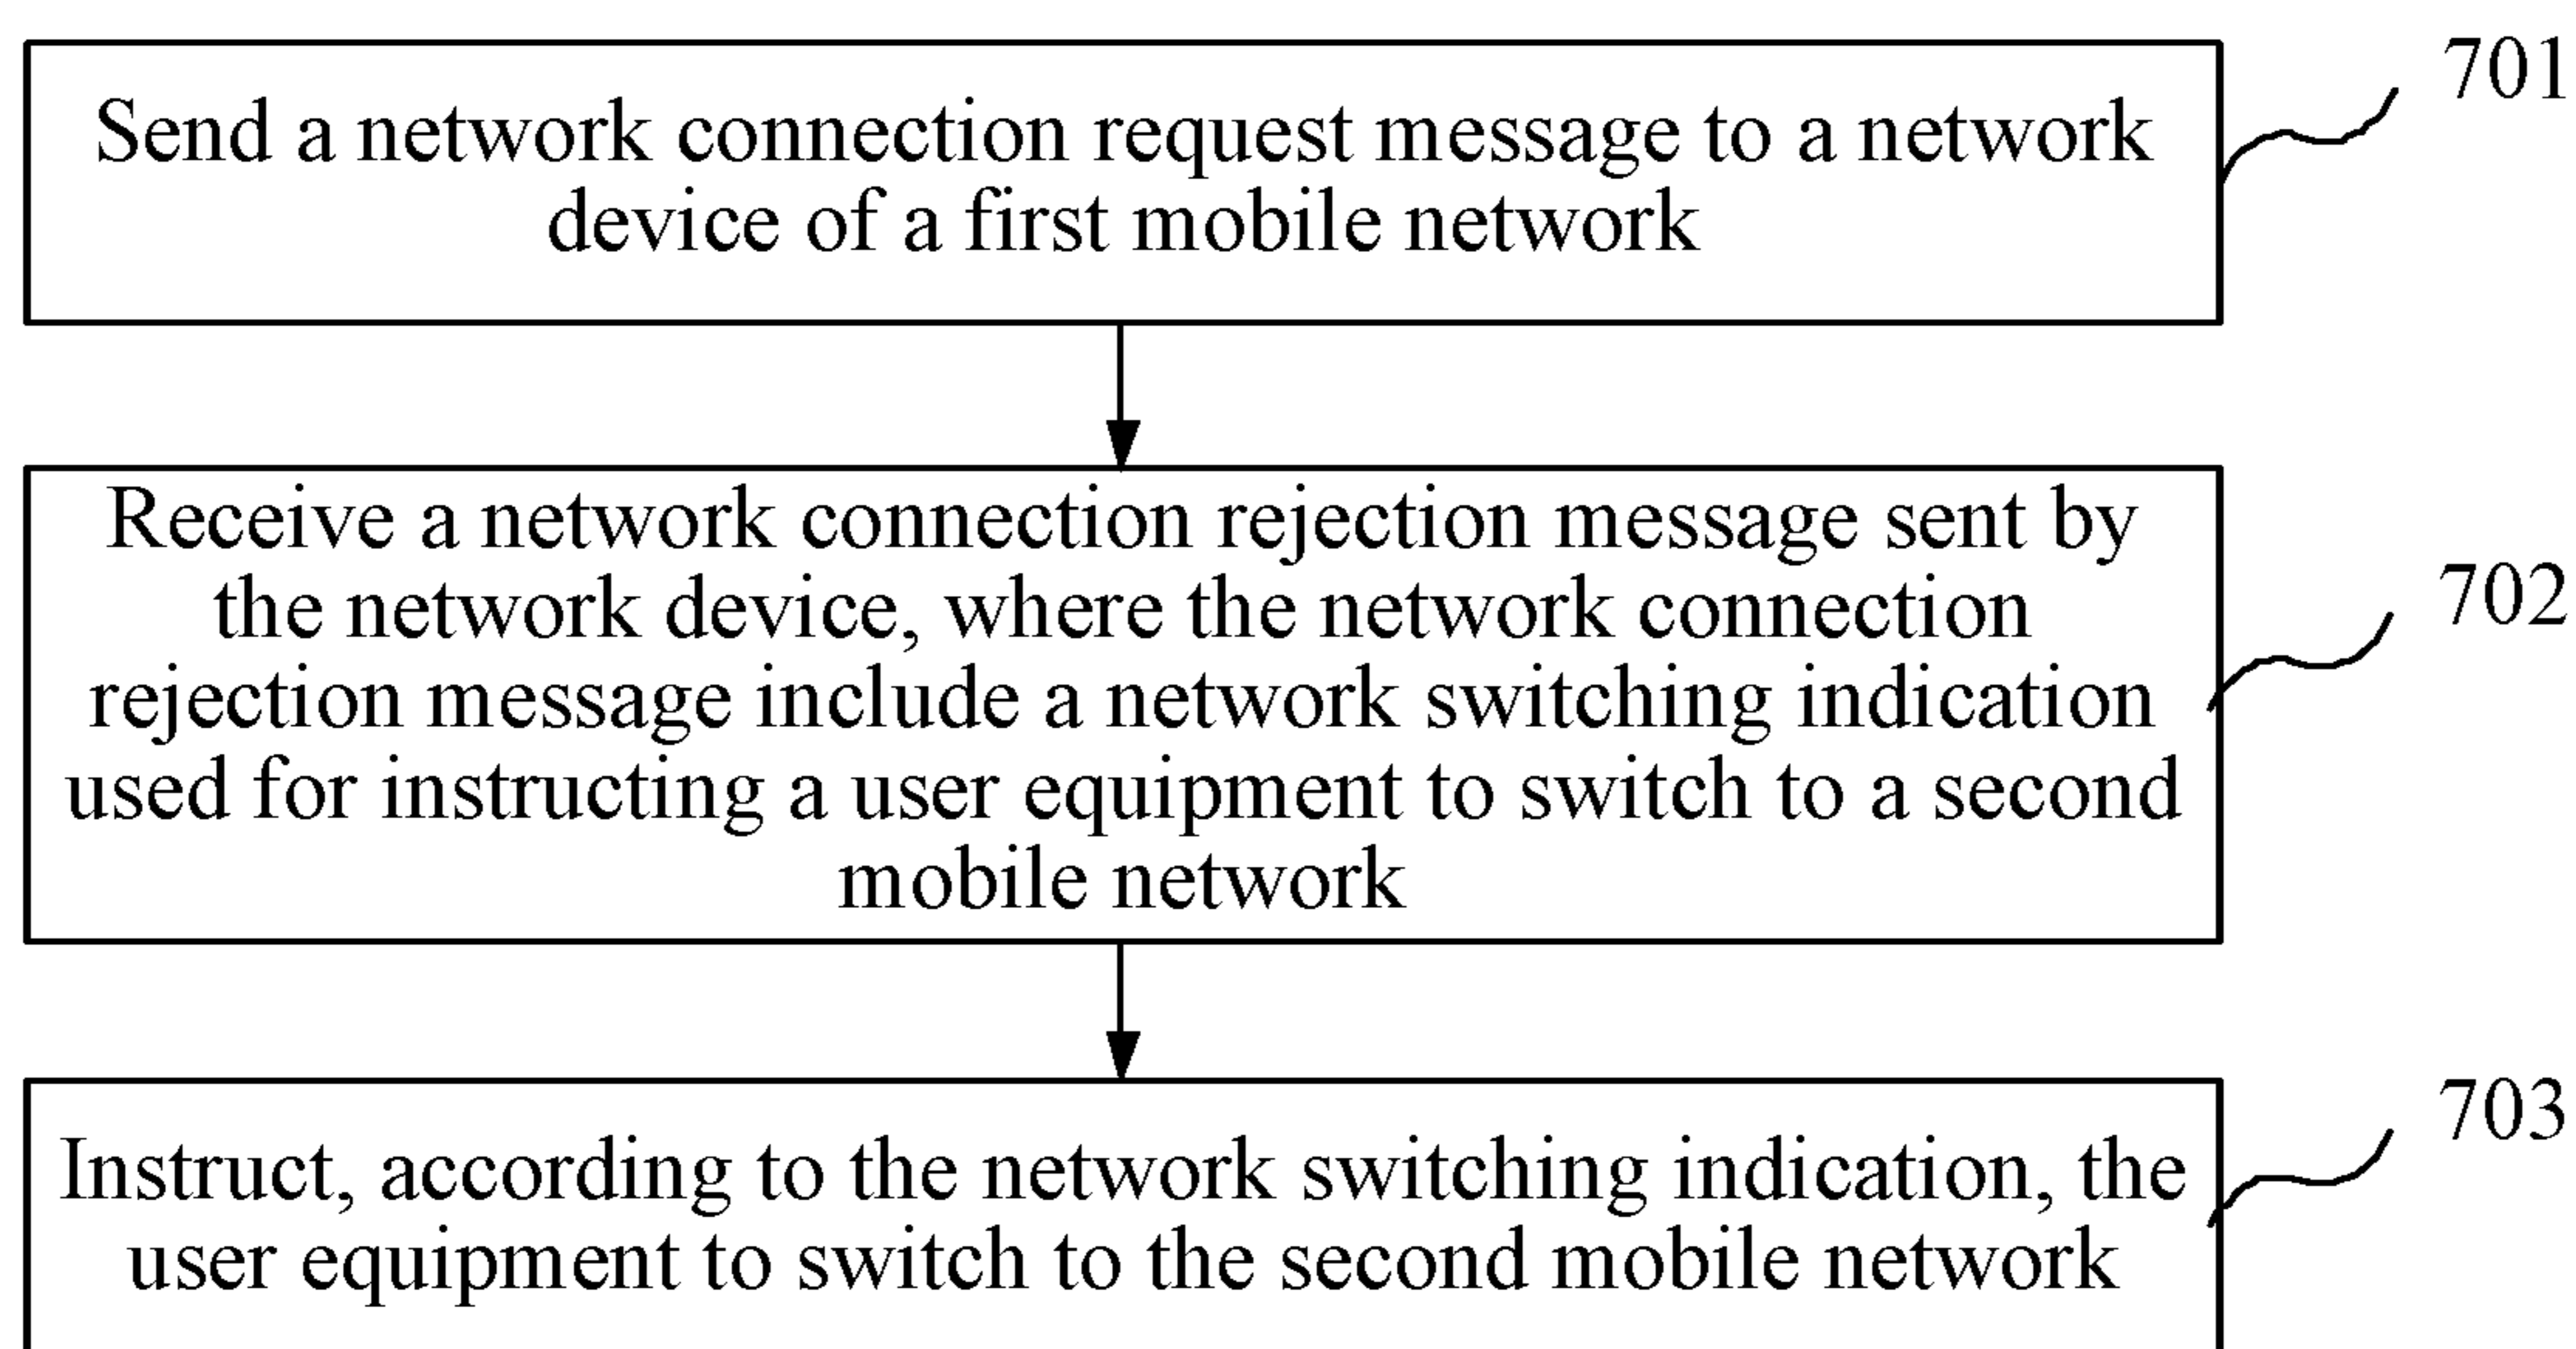 701
Send a network connection request message to a network
device of a first mobile network
Receive a network connection rejection message sent by
the network device, where the network connection
702
rejection message include a network switching indication
used for instructing a user equipment to switch to a second
mobile network
703
Instruct, according to the network switching indication, the
user equipment to switch to the second mobile network